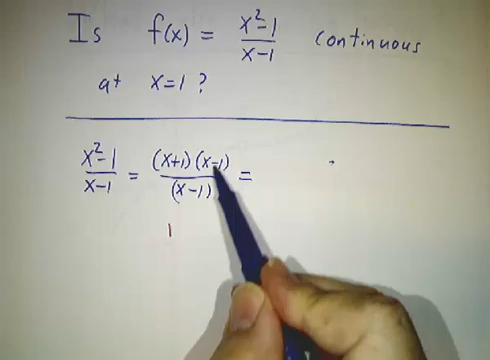 Is f(x) = x²-1/x-1 continuous
at x=1?
x²-1/x-1 = (x+1)(x-1)/(x-1) =